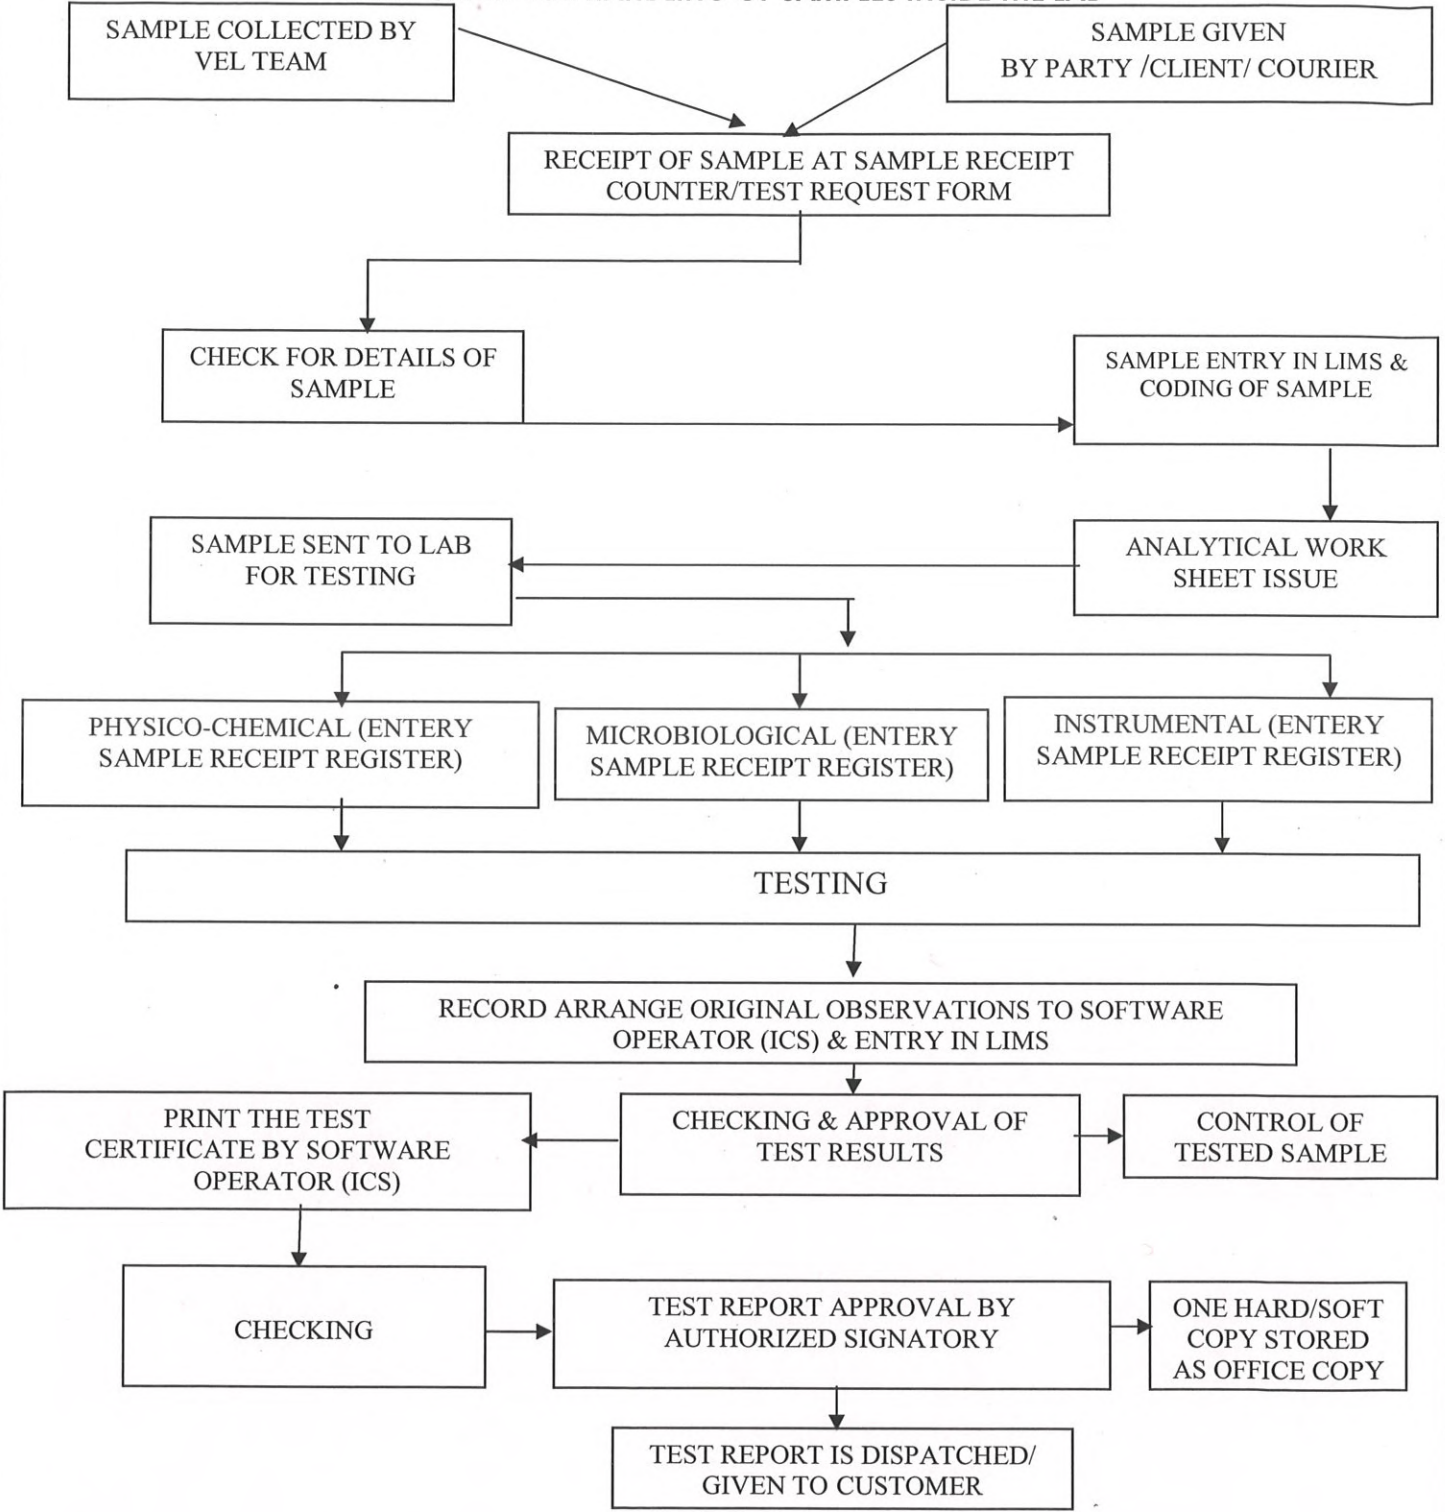 SAMPLE COLLECTED BY
VEL TEAM
SAMPLE GIVEN
BY PARTY /CLIENT/ COURIER
RECEIPT OF SAMPLE AT SAMPLE RECEIPT
COUNTER/TEST REQUEST FORM
CHECK FOR DETAILS OF
SAMPLE
SAMPLE ENTRY IN LIMS &
CODING OF SAMPLE
SAMPLE SENT TO LAB
FOR TESTING
ANALYTICAL WORK
SHEET ISSUE
PHYSICO-CHEMICAL (ENTERY
SAMPLE RECEIPT REGISTER)
MICROBIOLOGICAL (ENTERY
SAMPLE RECEIPT REGISTER)
INSTRUMENTAL (ENTERY
SAMPLE RECEIPT REGISTER)
TESTING
RECORD ARRANGE ORIGINAL OBSERVATIONS TO SOFTWARE
OPERATOR (ICS) & ENTRY IN LIMS
PRINT THE TEST
CERTIFICATE BY SOFTWARE
OPERATOR (ICS)
CHECKING & APPROVAL OF
TEST RESULTS
CONTROL OF
TESTED SAMPLE
CHECKING
TEST REPORT APPROVAL BY
AUTHORIZED SIGNATORY
ONE HARD/SOFT
COPY STORED
AS OFFICE COPY
TEST REPORT IS DISPATCHED/
GIVEN TO CUSTOMER